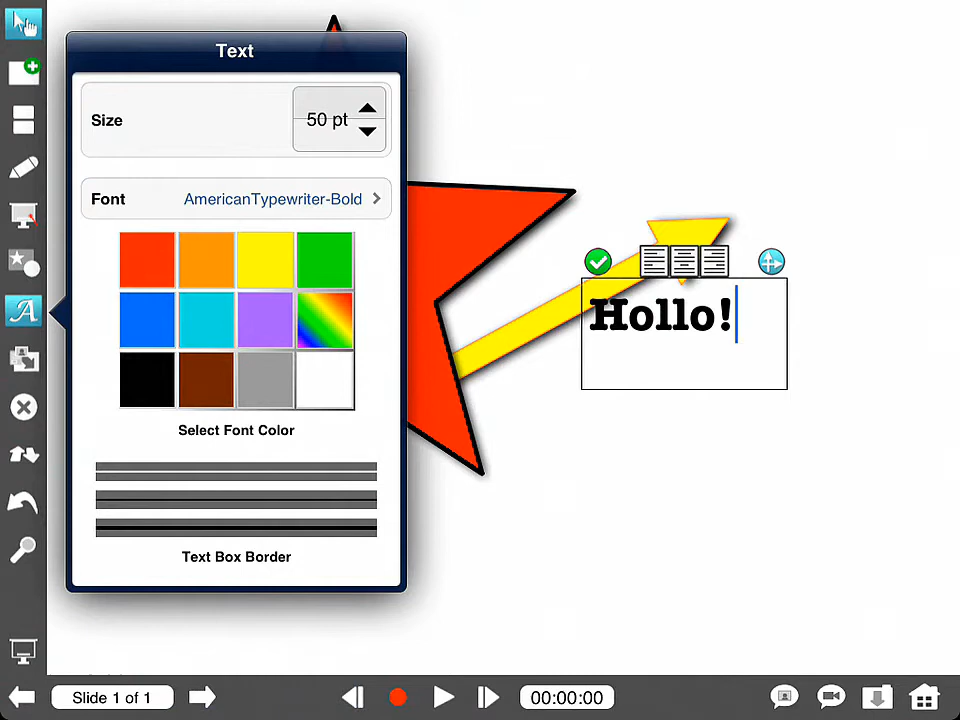 Text
Size
50 pt
Font
AmericanTypewriter-Bold
Select Font Color
Text Box Border
Hollo!
Slide 1 of 1
00:00:00